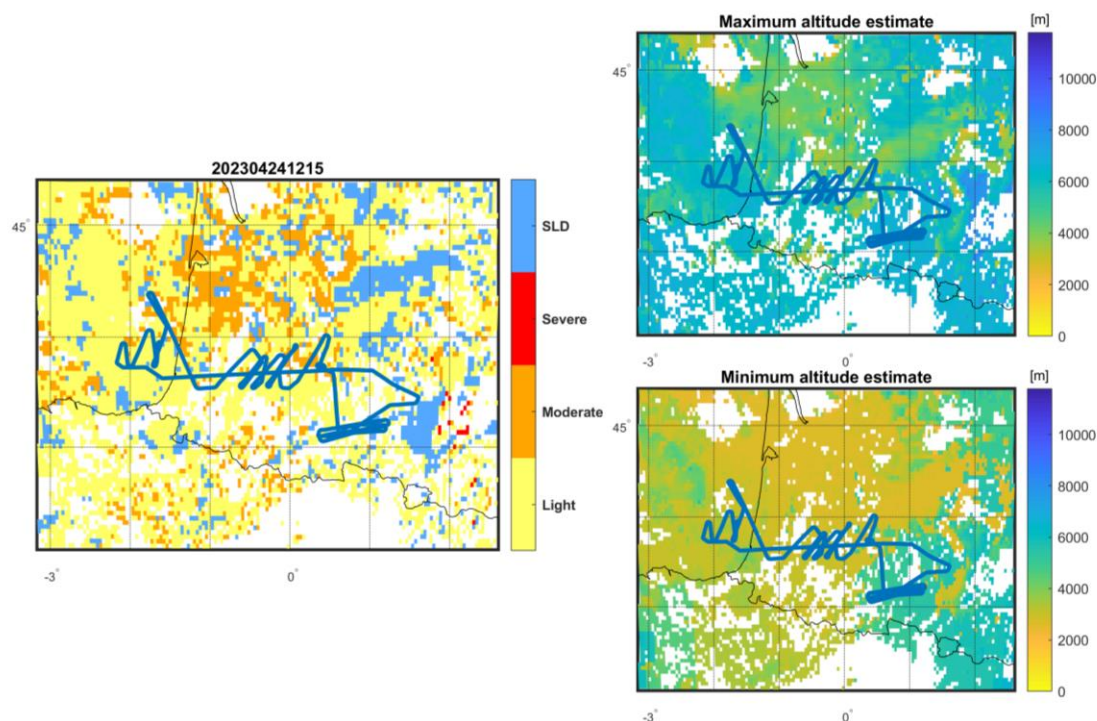 202304241215
45°
-3°
0°
SLD
Severe
Moderate
Light
Maximum altitude estimate
[m]
45°
-3°
0°
10000
8000
6000
4000
2000
0
Minimum altitude estimate
[m]
45°
-3°
0°
10000
8000
6000
4000
2000
0